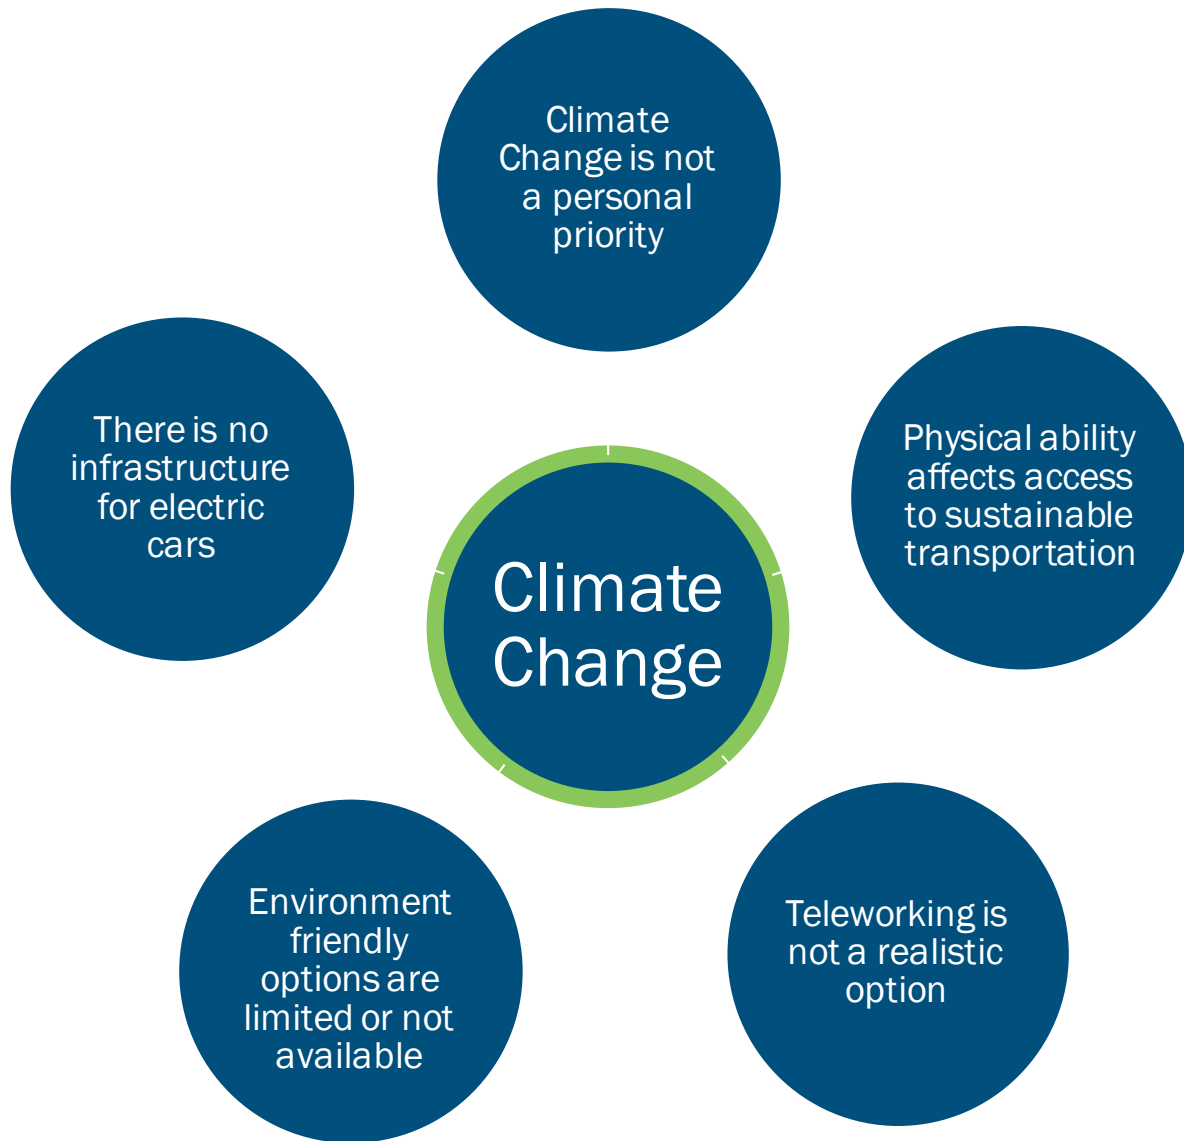 Climate
Change is not
a personal
priority
There is no
infrastructure
for electric
cars
Physical ability
affects access
to sustainable
transportation
Climate
Change
Environment
friendly
options are
limited or not
available
Teleworking is
not a realistic
option